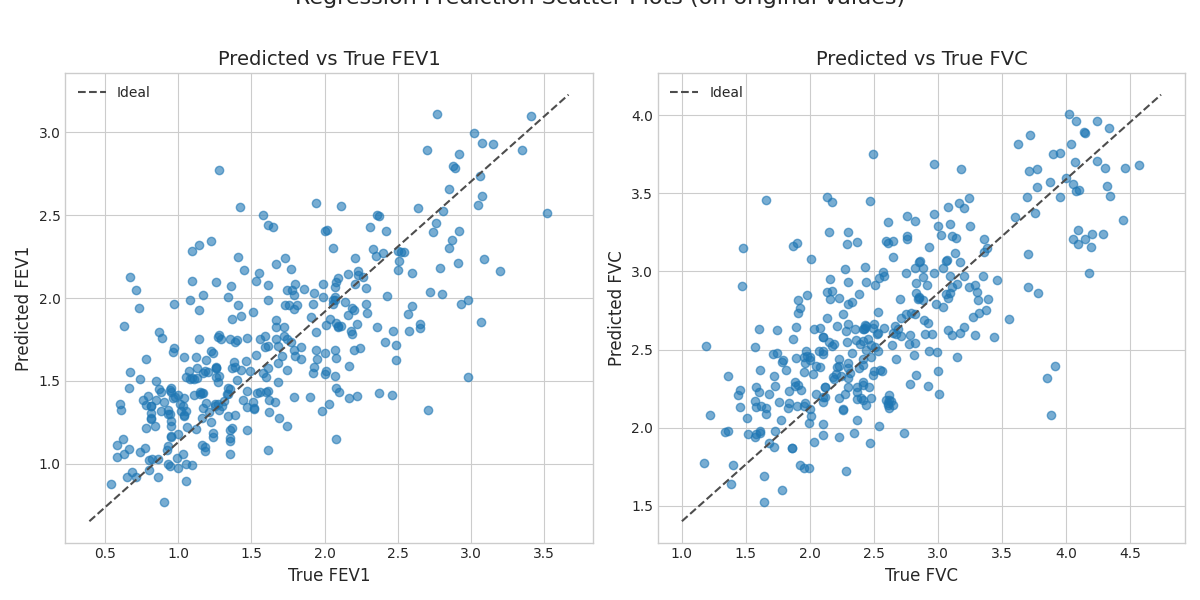 Regression Prediction Scatter Plots (on original values)
Predicted vs True FEV1
Ideal
Predicted FEV1
3.0
2.5
2.0
1.5
1.0
0.5 1.0 1.5 2.0 2.5 3.0 3.5
True FEV1
Predicted vs True FVC
Ideal
Predicted FVC
4.0
3.5
3.0
2.5
2.0
1.5
1.0 1.5 2.0 2.5 3.0 3.5 4.0 4.5
True FVC